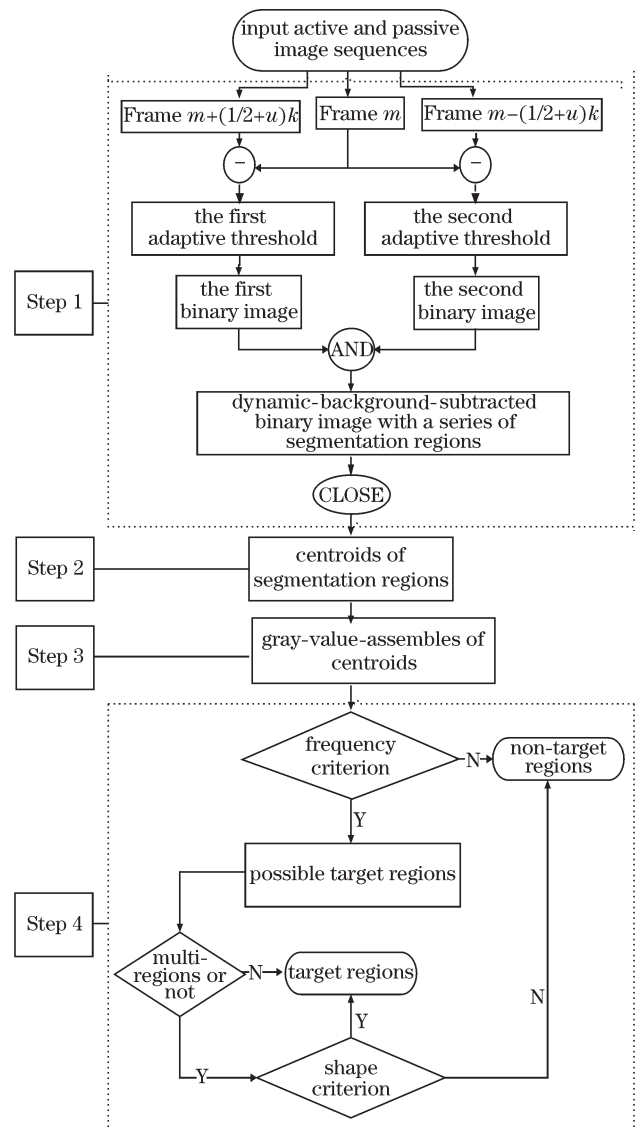 input active and passive
image sequences
Frame m+(1/2+u)k
Frame m
Frame m−(1/2+u)k
−
−
the first
adaptive threshold
the second
adaptive threshold
Step 1
the first
binary image
the second
binary image
AND
dynamic-background-subtracted
binary image with a series of
segmentation regions
CLOSE
Step 2
centroids of
segmentation regions
Step 3
gray-value-assembles of
centroids
frequency
criterion
N
non-target
regions
Y
possible target regions
Step 4
multi-
regions or
not
N
target regions
N
Y
Y
shape
criterion